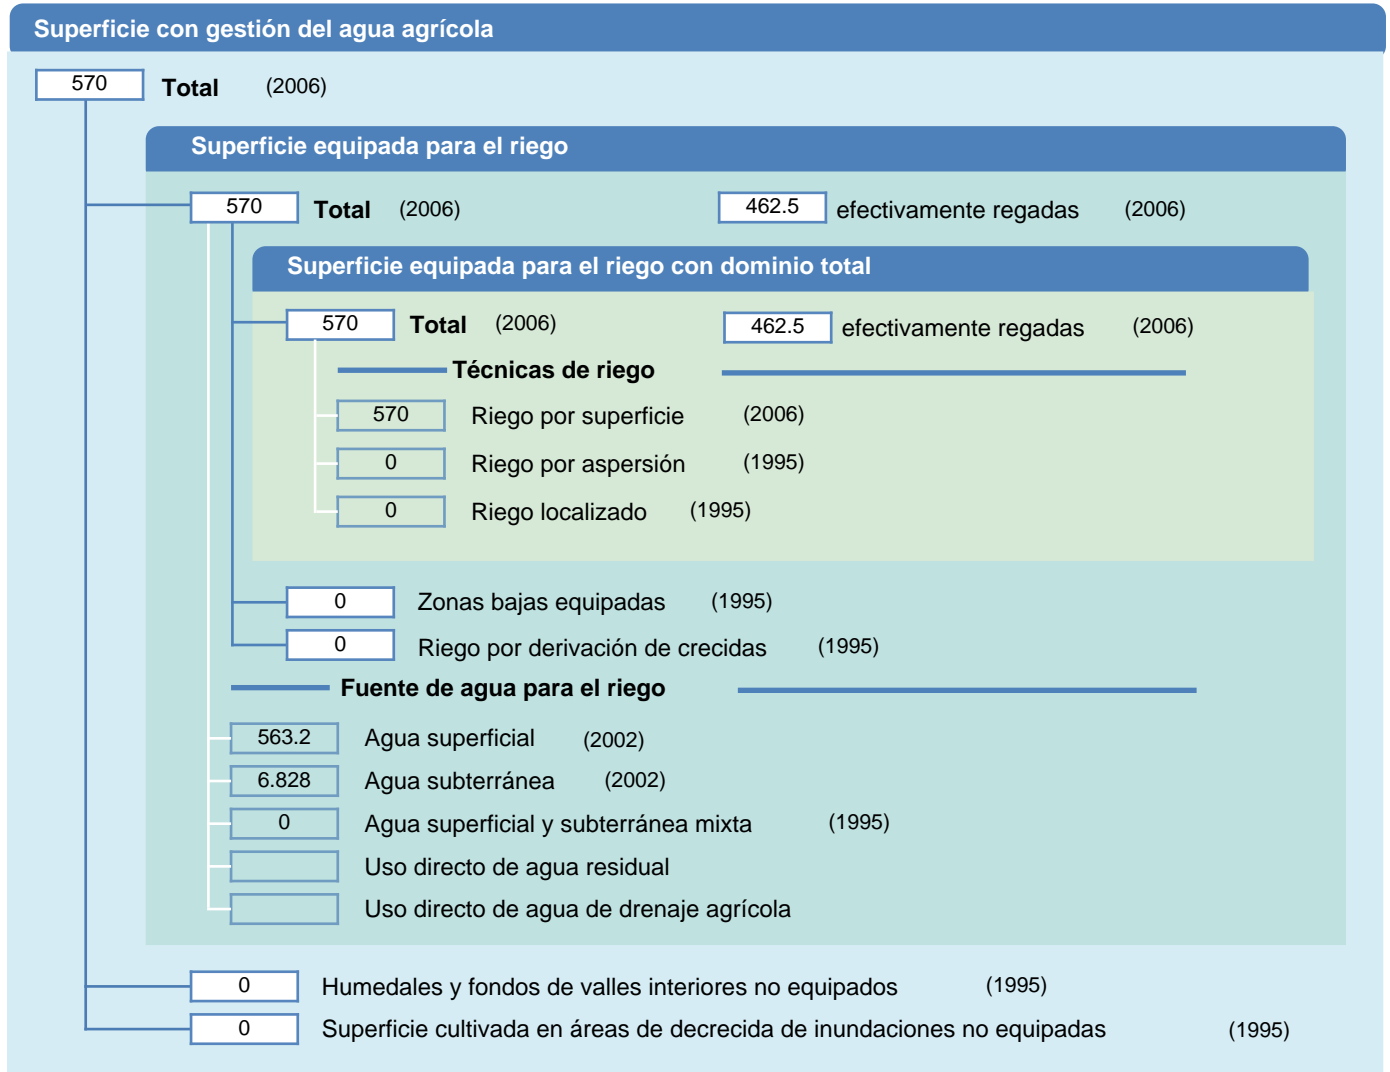 Superficie con gestión del agua agrícola
570 Total (2006)
Superficie equipada para el riego
570 Total (2006) 462.5 efectivamente regadas (2006)
Superficie equipada para el riego con dominio total
570 Total (2006) 462.5 efectivamente regadas (2006)
Técnicas de riego
570 Riego por superficie (2006)
0 Riego por aspersión (1995)
0 Riego localizado (1995)
0 Zonas bajas equipadas (1995)
0 Riego por derivación de crecidas (1995)
Fuente de agua para el riego
563.2 Agua superficial (2002)
6.828 Agua subterránea (2002)
0 Agua superficial y subterránea mixta (1995)
Uso directo de agua residual
Uso directo de agua de drenaje agrícola
0 Humedales y fondos de valles interiores no equipados (1995)
0 Superficie cultivada en áreas de decrecida de inundaciones no equipadas (1995)